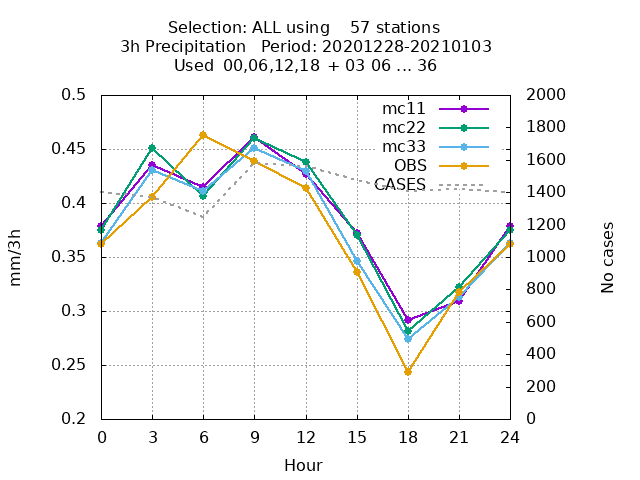 Selection: ALL using 57 stations
3h Precipitation Period: 20201228-20210103
Used 00,06,12,18 + 03 06 ... 36
0.5 2000
mc11
mc22 1800
0.45 mc33 1600
OBS
0.4 CASES 1400
1200
0.35 1000
mm/3h No cases
0.3 800
600
0.25 400
200
0.2 0
0 3 6 9 12 15 18 21 24
Hour